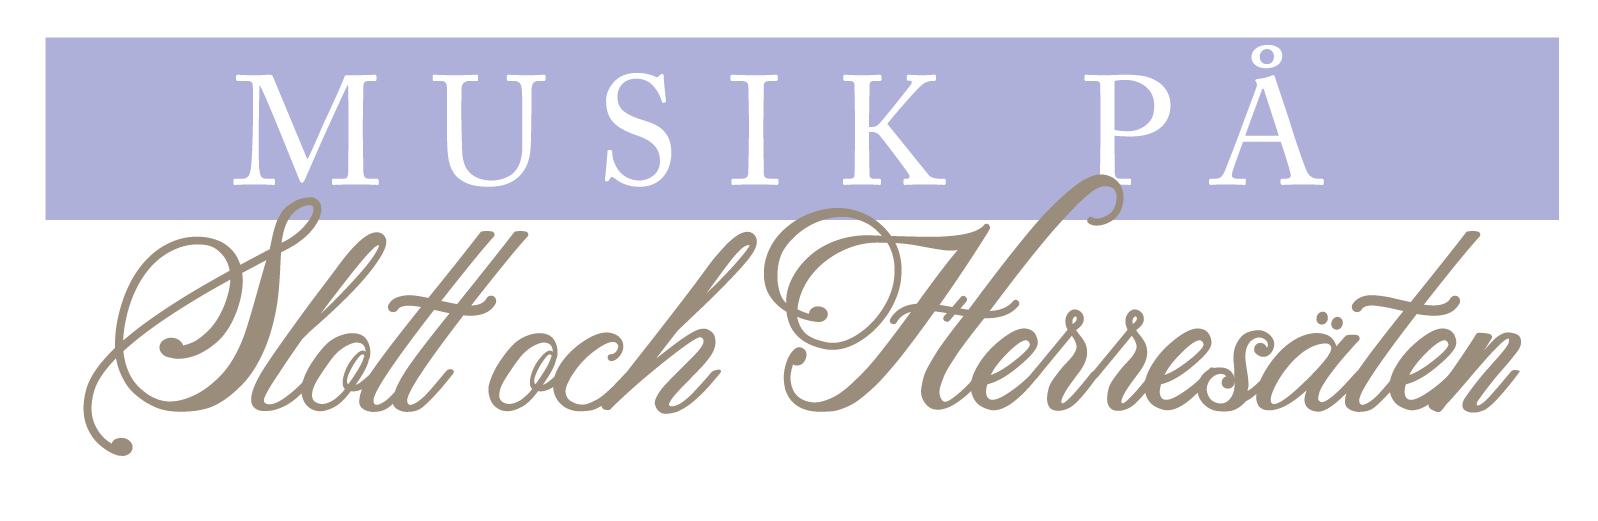 MUSIK PÅ
Slott och Herresäten